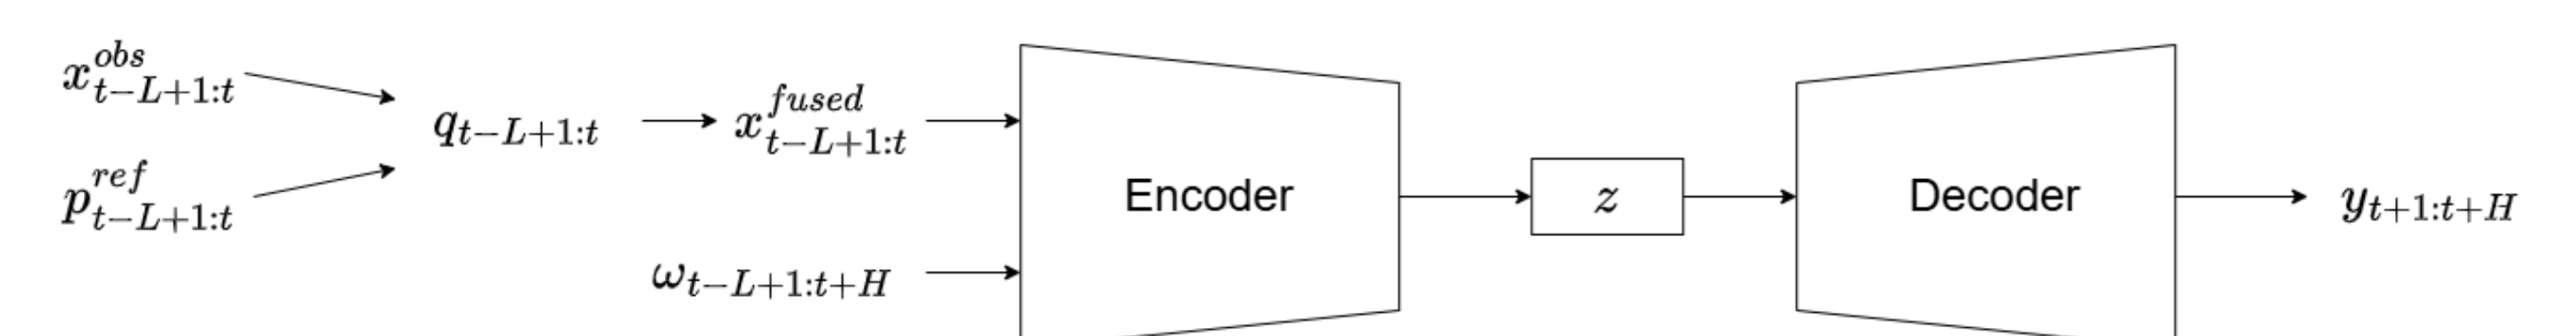 x^{obs}_{t-L+1:t}
p^{ref}_{t-L+1:t}
q_{t-L+1:t}
x^{fused}_{t-L+1:t}
ω_{t-L+1:t+H}
Encoder
z
Decoder
y_{t+1:t+H}